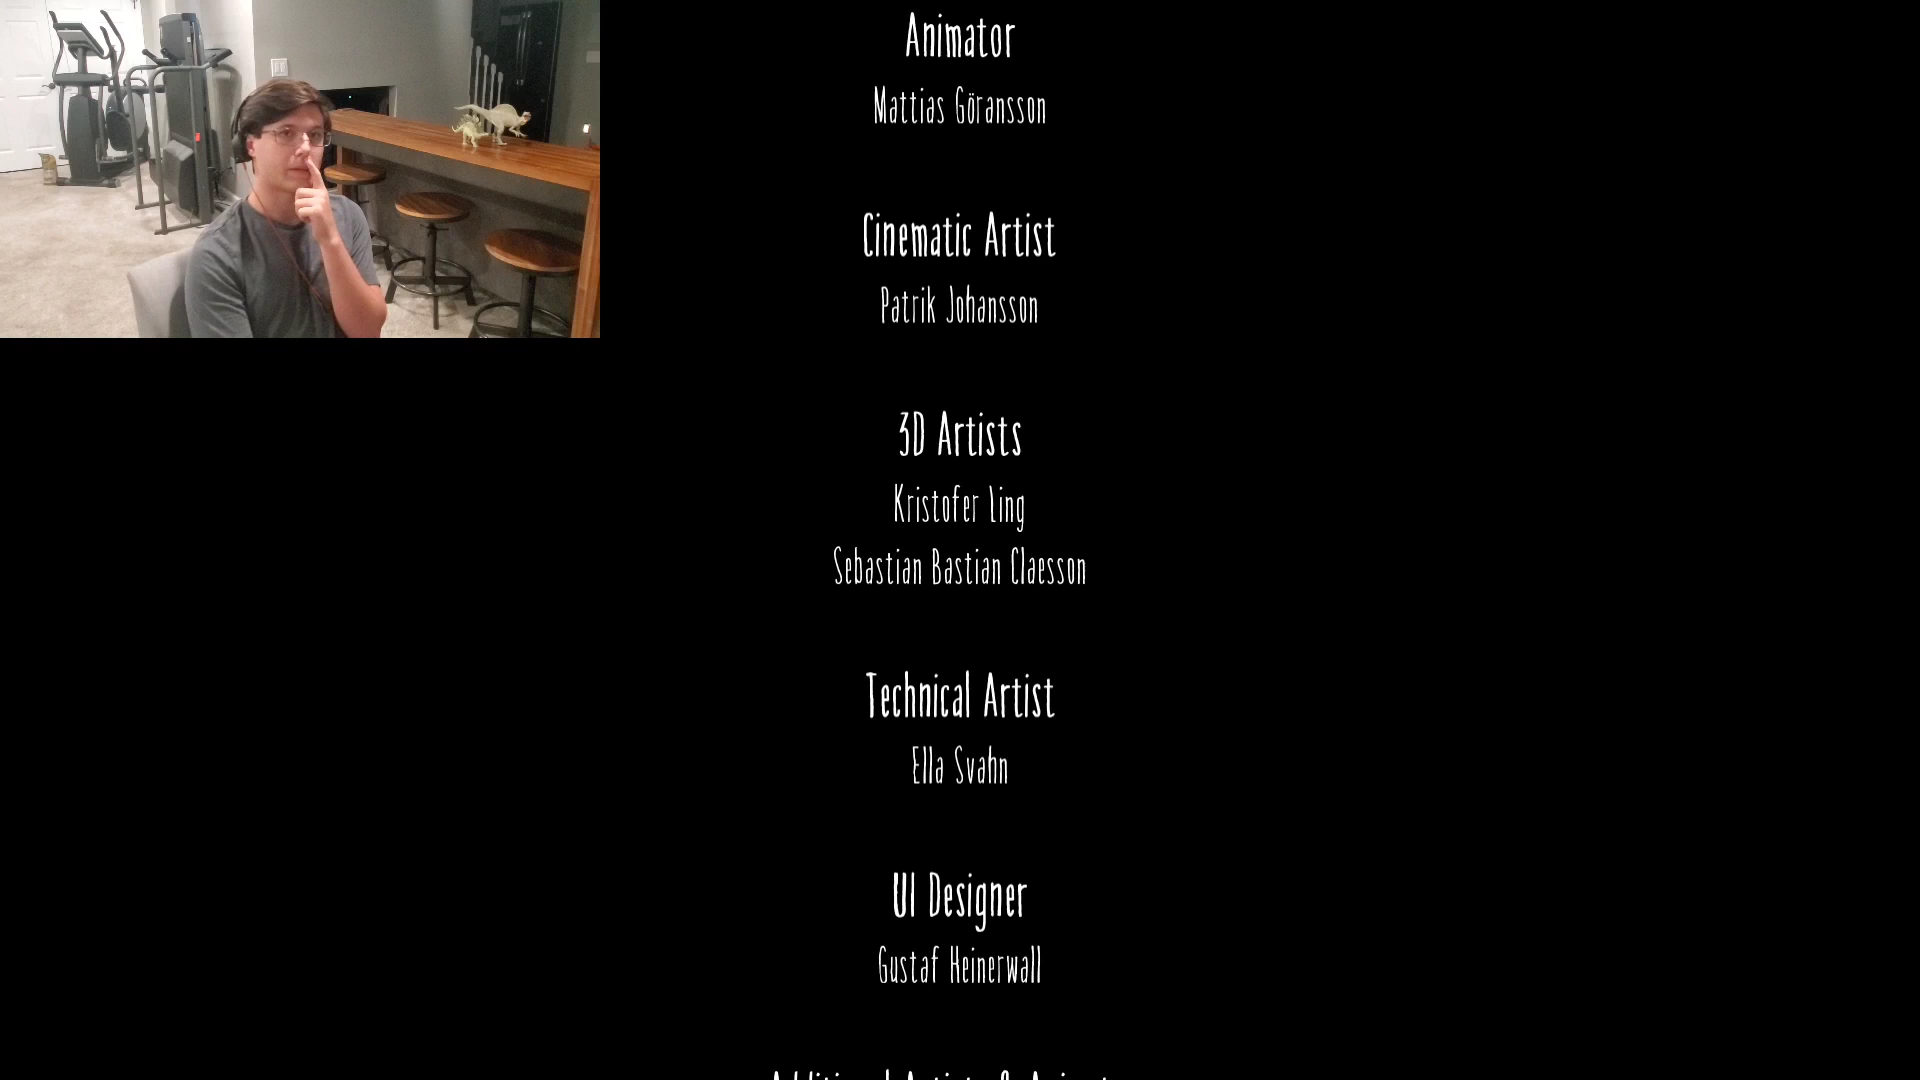 Animator
Mattias Göransson
Cinematic Artist
Patrik Johansson
3D Artists
Kristofer Ling
Sebastian Bastian Claesson
Technical Artist
Ella Svahn
UI Designer
Gustaf Heinerwall